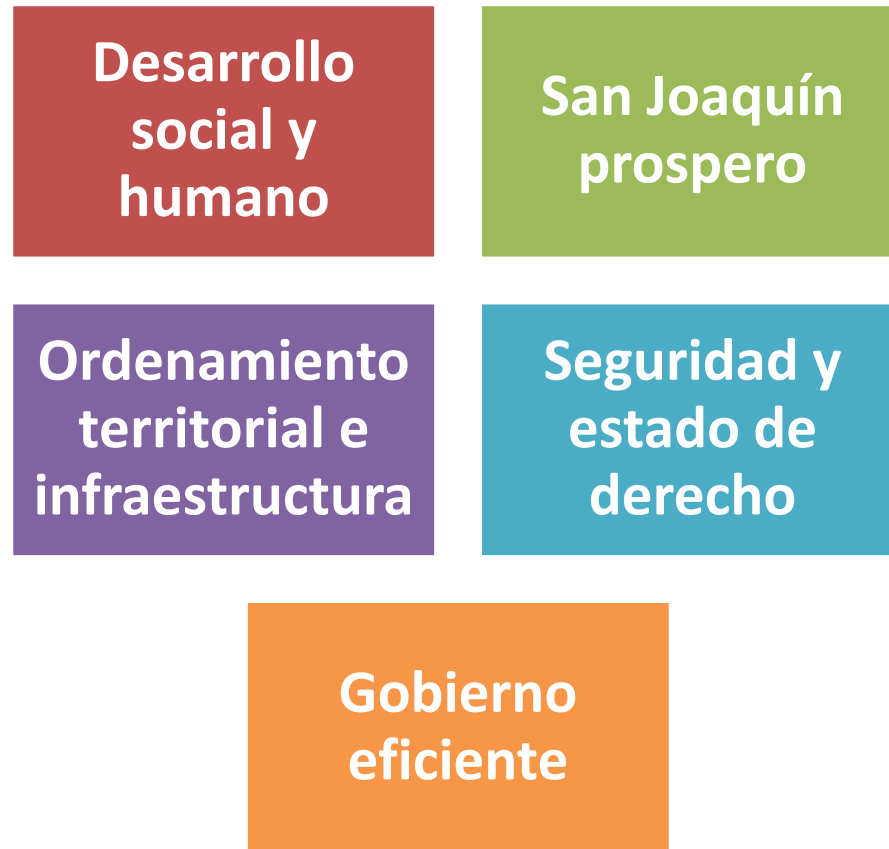 Desarrollo
social y
humano
San Joaquín
prospero
Ordenamiento
territorial e
infraestructura
Seguridad y
estado de
derecho
Gobierno
eficiente